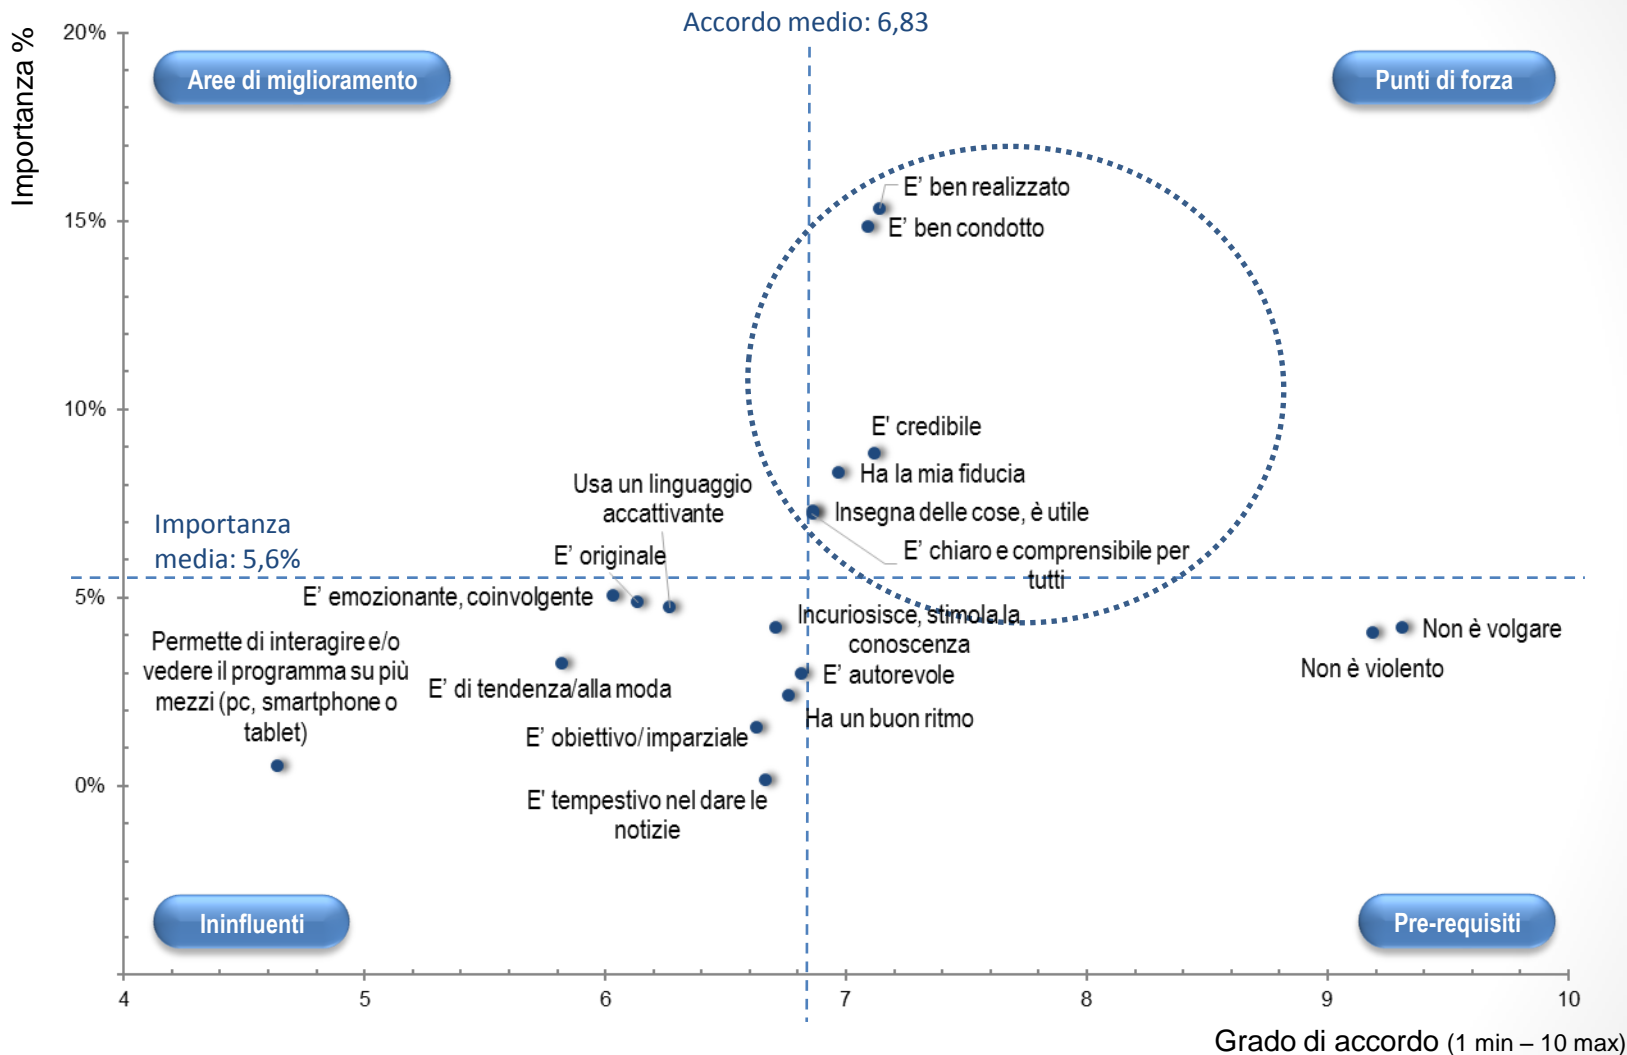 Accordo medio: 6,83
Importanza %
20%
15%
10%
5%
0%
Aree di miglioramento
Punti di forza
E’ ben realizzato
E’ ben condotto
E' credibile
Ha la mia fiducia
Insegna delle cose, è utile
E’ chiaro e comprensibile per
tutti
Usa un linguaggio
accattivante
E’ originale
Importanza
media: 5,6%
E’ emozionante, coinvolgente
Incuriosisce, stimola la
conoscenza
Non è volgare
Non è violento
Permette di interagire e/o
vedere il programma su più
mezzi (pc, smartphone o
tablet)
E’ di tendenza/alla moda
E’ autorevole
Ha un buon ritmo
E’ obiettivo/imparziale
E' tempestivo nel dare le
notizie
Ininfluenti
Pre-requisiti
4 5 6 7 8 9 10
Grado di accordo (1 min – 10 max)